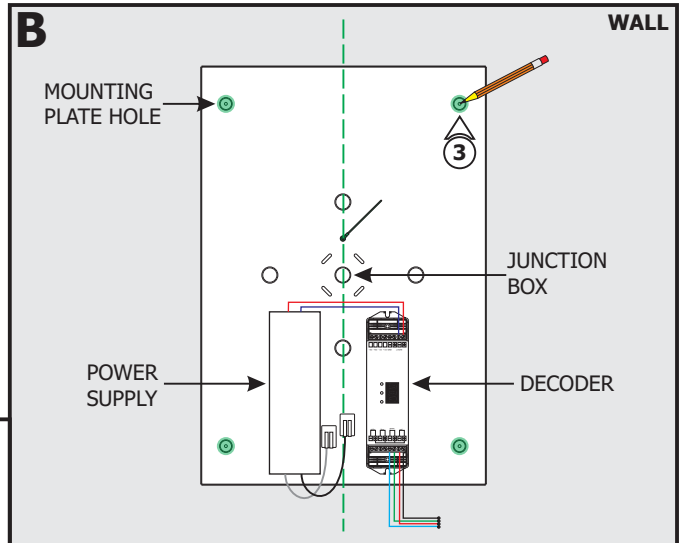 B
WALL
MOUNTING
PLATE HOLE
3
JUNCTION
BOX
POWER
SUPPLY
DECODER